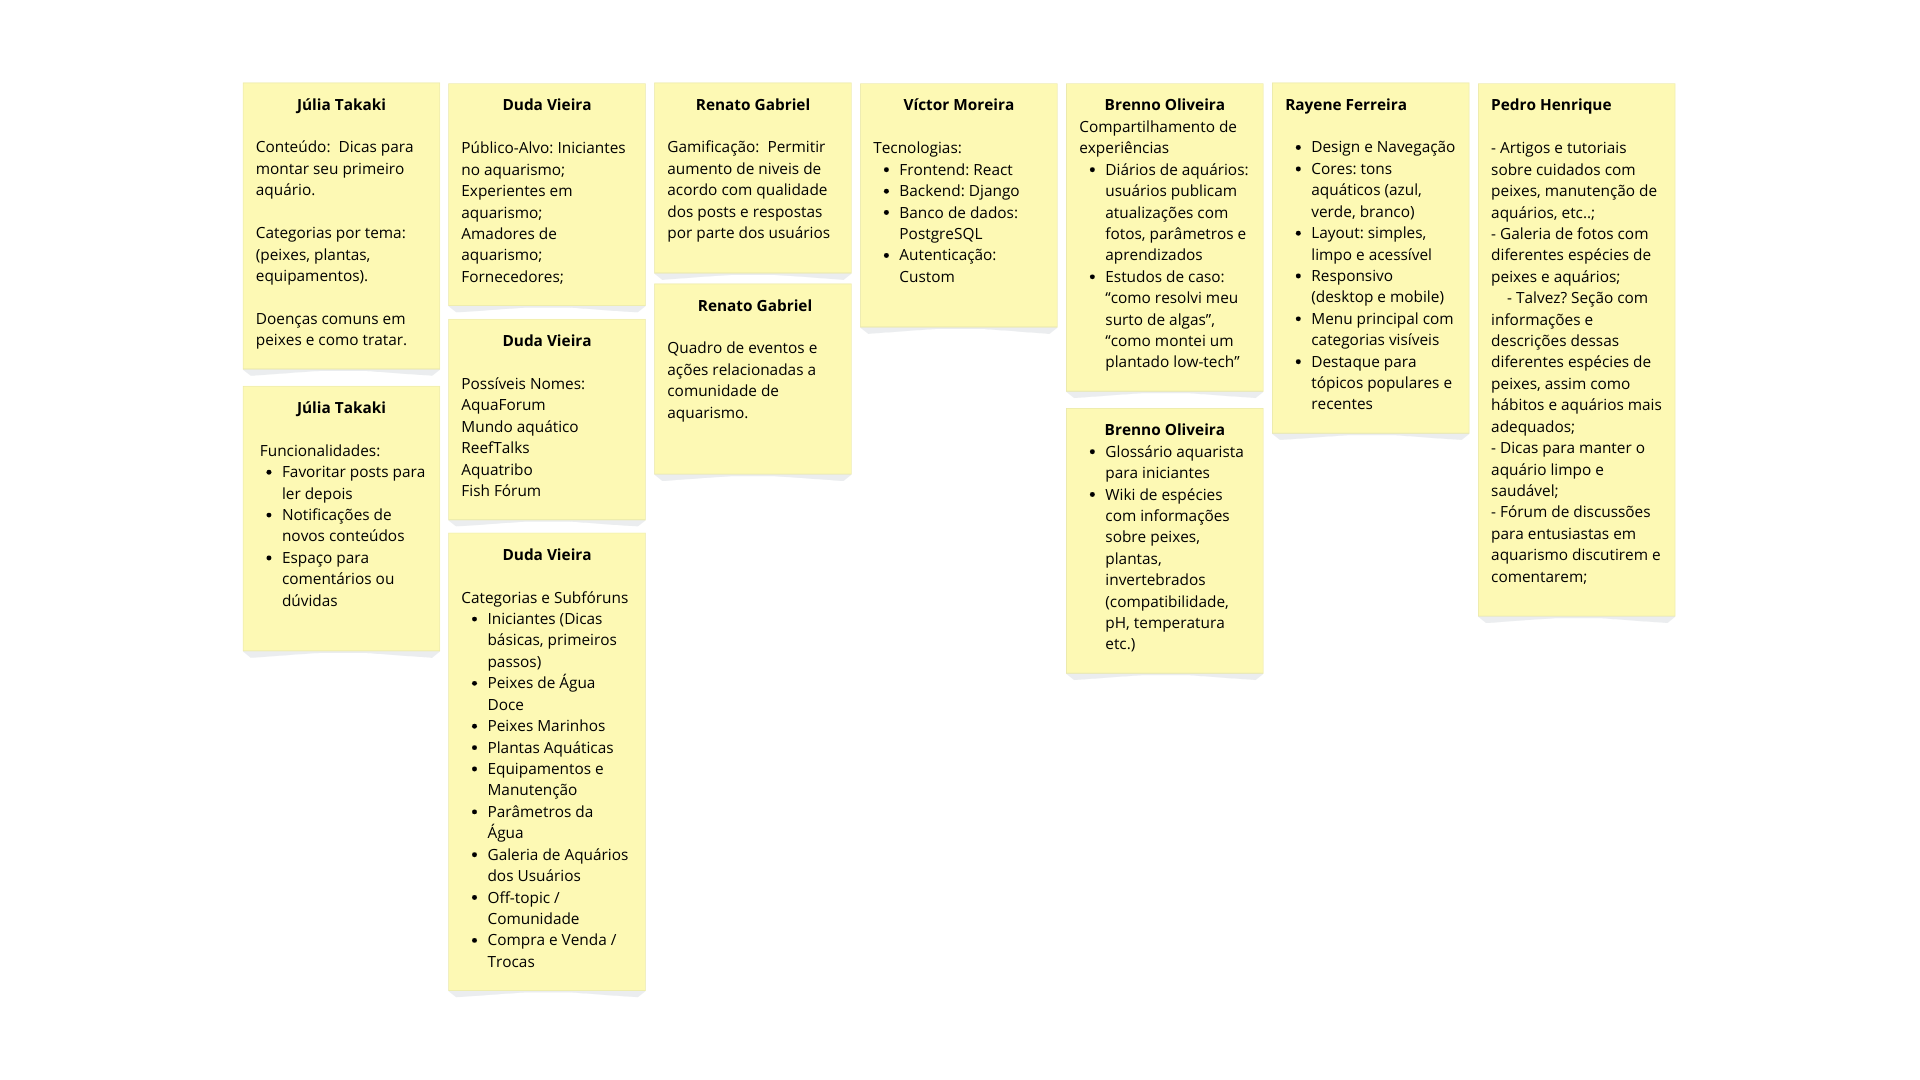 Júlia Takaki
Conteúdo:  Dicas para
montar seu primeiro
aquário.
Categorias por tema:
(peixes, plantas,
equipamentos).
Doenças comuns em
peixes e como tratar.
Júlia Takaki
Funcionalidades:
• Favoritar posts para
ler depois
• Notificações de
novos conteúdos
• Espaço para
comentários ou
dúvidas
Duda Vieira
Público-Alvo: Iniciantes
no aquarismo;
Experientes em
aquarismo;
Amadores de
aquarismo;
Fornecedores;
Duda Vieira
Possíveis Nomes:
AquaForum
Mundo aquático
ReefTalks
Aquatribo
Fish Fórum
Duda Vieira
Categorias e Subfóruns
• Iniciantes (Dicas
básicas, primeiros
passos)
• Peixes de Água
Doce
• Peixes Marinhos
• Plantas Aquáticas
• Equipamentos e
Manutenção
• Parâmetros da
Água
• Galeria de Aquários
dos Usuários
• Off-topic /
Comunidade
• Compra e Venda /
Trocas
Renato Gabriel
Gamificação:  Permitir
aumento de niveis de
acordo com qualidade
dos posts e respostas
por parte dos usuários
Renato Gabriel
Quadro de eventos e
ações relacionadas a
comunidade de
aquarismo.
Víctor Moreira
Tecnologias:
• Frontend: React
• Backend: Django
• Banco de dados:
PostgreSQL
• Autenticação:
Custom
Brenno Oliveira
Compartilhamento de
experiências
• Diários de aquários:
usuários publicam
atualizações com
fotos, parâmetros e
aprendizados
• Estudos de caso:
“como resolvi meu
surto de algas”,
“como montei um
plantado low-tech”
Brenno Oliveira
• Glossário aquarista
para iniciantes
• Wiki de espécies
com informações
sobre peixes,
plantas,
invertebrados
(compatibilidade,
pH, temperatura
etc.)
Rayene Ferreira
• Design e Navegação
• Cores: tons
aquáticos (azul,
verde, branco)
• Layout: simples,
limpo e acessível
• Responsivo
(desktop e mobile)
• Menu principal com
categorias visíveis
• Destaque para
tópicos populares e
recentes
Pedro Henrique
- Artigos e tutoriais
sobre cuidados com
peixes, manutenção de
aquários, etc..;
- Galeria de fotos com
diferentes espécies de
peixes e aquários;
- Talvez? Seção com
informações e
descrições dessas
diferentes espécies de
peixes, assim como
hábitos e aquários mais
adequados;
- Dicas para manter o
aquário limpo e
saudável;
- Fórum de discussões
para entusiastas em
aquarismo discutirem e
comentarem;